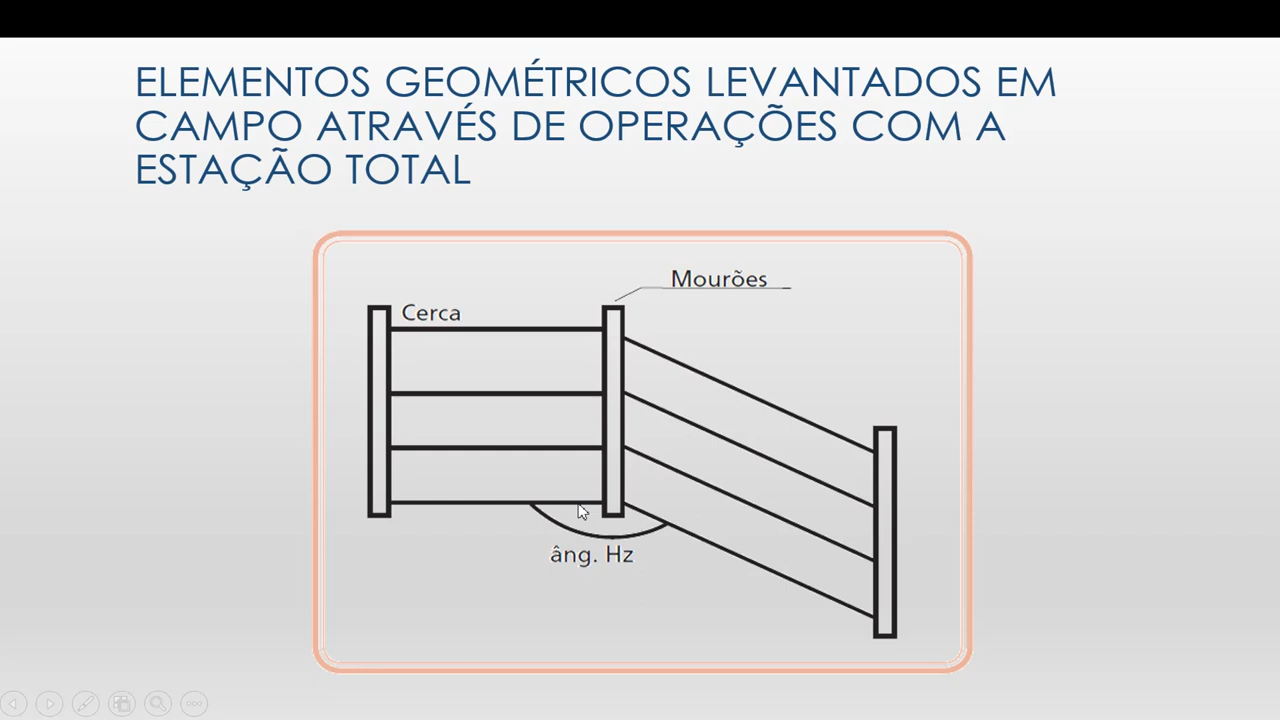 ELEMENTOS GEOMÉTRICOS LEVANTADOS EM
CAMPO ATRAVÉS DE OPERAÇÕES COM A
ESTAÇÃO TOTAL
Mourões
Cerca
âng. Hz